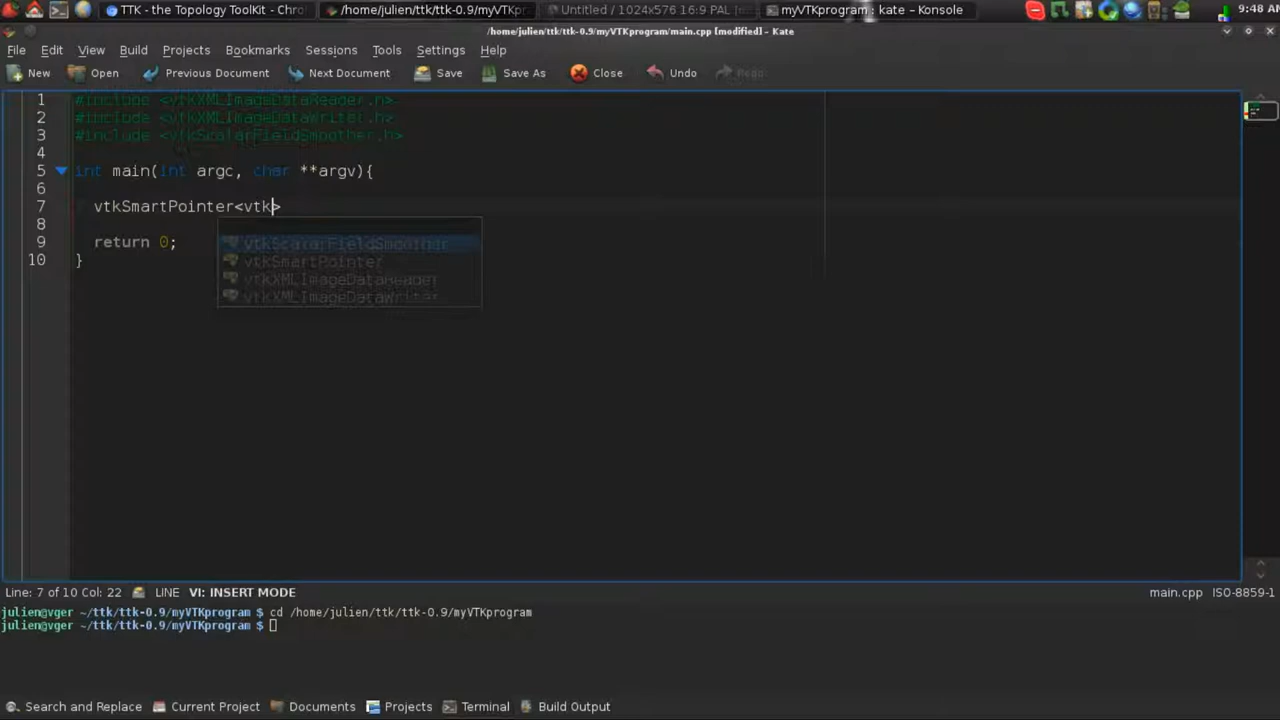 TTK - the Topology Toolkit - Chro
/home/julien/ttk/ttk-0.9/myVTKpr
Untitled / 1024x576 16:9 PAL |
myVTKprogram : kate – Konsole
9:48 AM
/home/julien/ttk/ttk-0.9/myVTKprogram/main.cpp [modified] – Kate
File Edit View Build Projects Bookmarks Sessions Tools Settings Help
New Open Previous Document Next Document Save Save As Close Undo Redo
1 #include <vtkXMLImageDataReader.h>
2 #include <vtkXMLImageDataWriter.h>
3 #include <vtkScalarFieldSmoother.h>
4
5 int main(int argc, char **argv){
6
7 vtkSmartPointer<vtk>
8
vtkScalarFieldSmoother
9 return 0;
vtkSmartPointer
10 }
vtkXMLImageDataReader
vtkXMLImageDataWriter
Line: 7 of 10 Col: 22 LINE VI: INSERT MODE main.cpp ISO-8859-1
julien@vger ~/ttk/ttk-0.9/myVTKprogram $ cd /home/julien/ttk/ttk-0.9/myVTKprogram
julien@vger ~/ttk/ttk-0.9/myVTKprogram $
Search and Replace Current Project Documents Projects Terminal Build Output